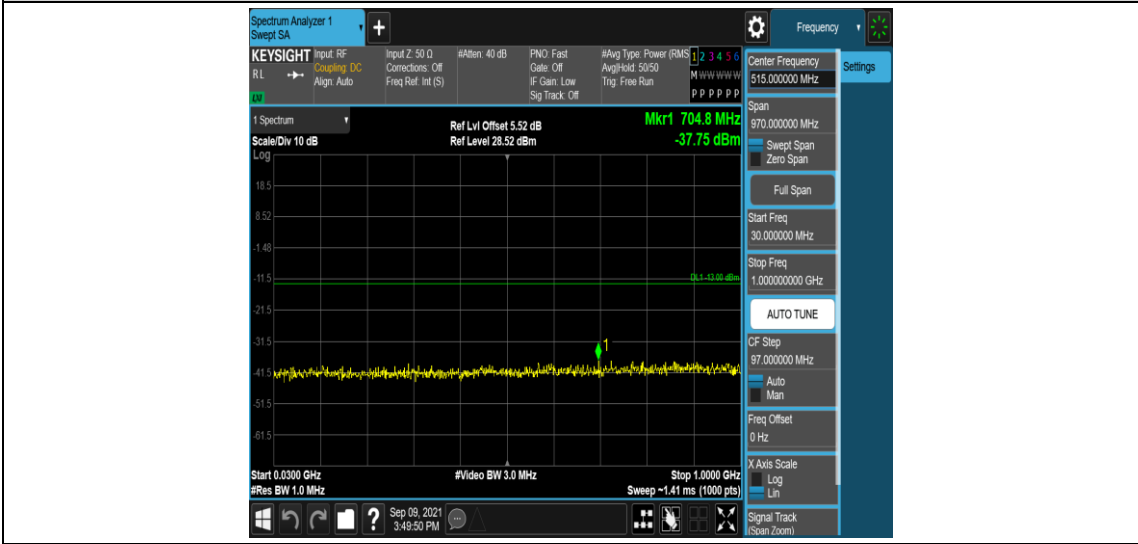 Spectrum Analyzer 1
Swept SA
+
Frequency
KEYSIGHT
RL
LM
Input: RF
Coupling: DC
Align: Auto
Input Z: 50 Ω
Corrections: Off
Freq Ref: Int (S)
#Atten: 40 dB
PNO: Fast
Gate: Off
IF Gain: Low
Sig Track: Off
#Avg Type: Power (RMS
Avg|Hold: 50/50
Trig: Free Run
1 2 3 4 5 6
M W W W W W
P P P P P P
Center Frequency
515.000000 MHz
Settings
Span
970.000000 MHz
Swept Span
Zero Span
Full Span
Start Freq
30.000000 MHz
Stop Freq
1.000000000 GHz
AUTO TUNE
CF Step
97.000000 MHz
Auto
Man
Freq Offset
0 Hz
X Axis Scale
Log
Lin
Signal Track
(Span Zoom)
1 Spectrum
Scale/Div 10 dB
Log
Ref Lvl Offset 5.52 dB
Ref Level 28.52 dBm
Mkr1 704.8 MHz
-37.75 dBm
18.5
8.52
-1.48
-11.5
DL1 -13.00 dBm
-21.5
-31.5
1
-41.5
-51.5
-61.5
Start 0.0300 GHz
#Video BW 3.0 MHz
Stop 1.0000 GHz
#Res BW 1.0 MHz
Sweep ~1.41 ms (1000 pts)
?
Sep 09, 2021
3:49:50 PM